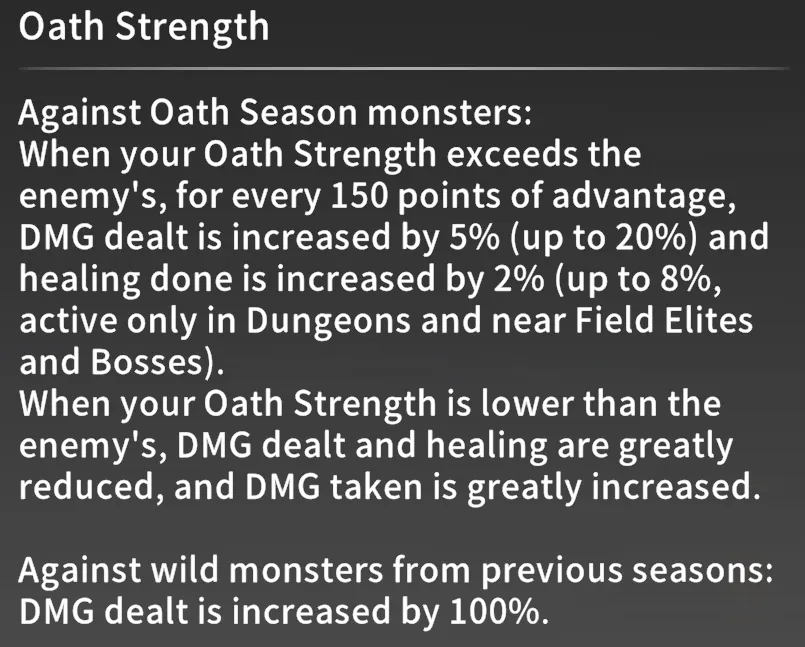 Oath Strength
Against Oath Season monsters:
When your Oath Strength exceeds the
enemy's, for every 150 points of advantage,
DMG dealt is increased by 5% (up to 20%) and
healing done is increased by 2% (up to 8%,
active only in Dungeons and near Field Elites
and Bosses).
When your Oath Strength is lower than the
enemy's, DMG dealt and healing are greatly
reduced, and DMG taken is greatly increased.
Against wild monsters from previous seasons:
DMG dealt is increased by 100%.